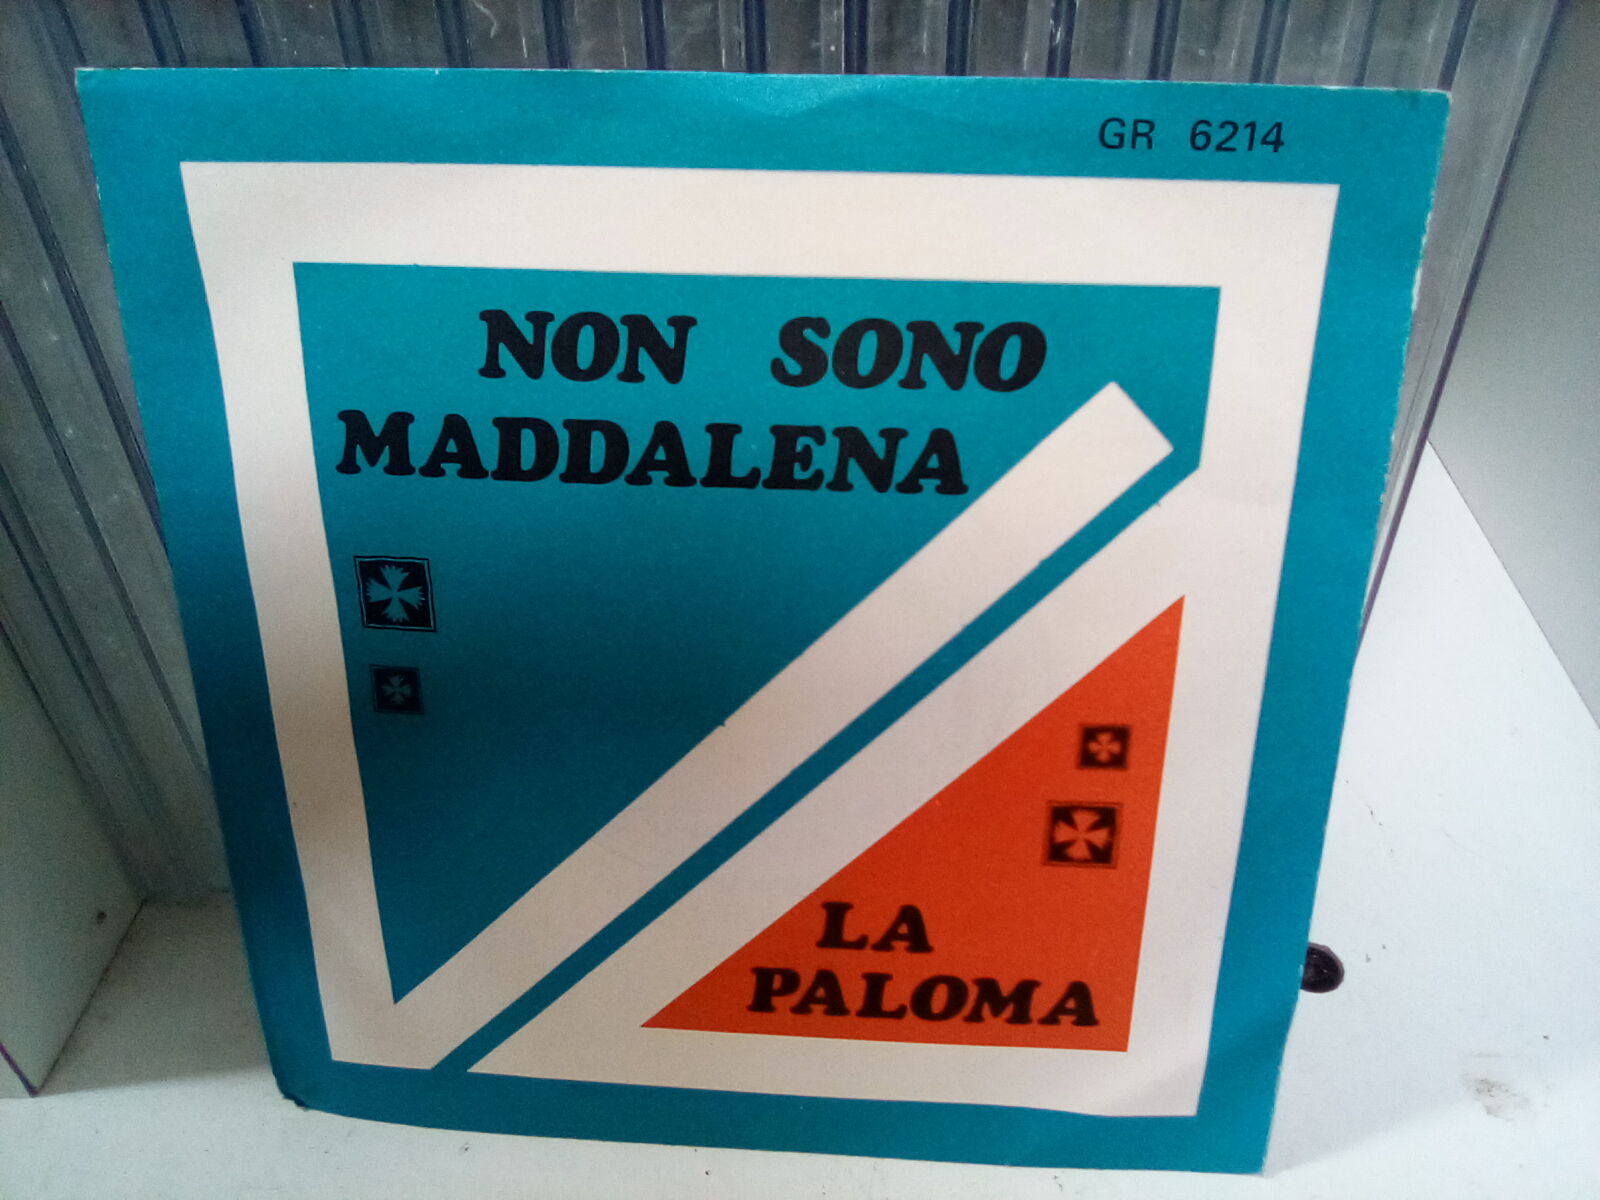 GR 6214
NON SONO
MADDALENA
LA
PALOMA